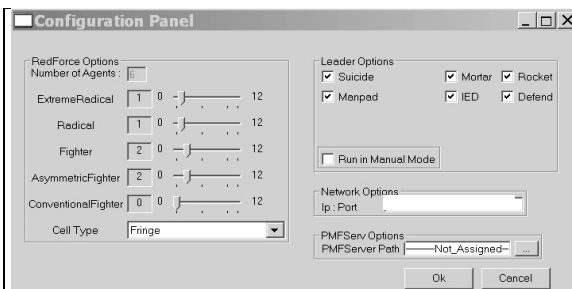 Configuration Panel
RedForce Options
Number of Agents : 6
ExtremeRadical 1 0 12
Radical 1 0 12
Fighter 2 0 12
AsymmetricFighter 2 0 12
ConventionalFighter 0 0 12
Cell Type Fringe
Leader Options
Suicide Mortar Rocket
Manpad IED Defend
Run in Manual Mode
Network Options
Ip : Port
PMFServ Options
PMFServer Path Not_Assigned ...
Ok Cancel